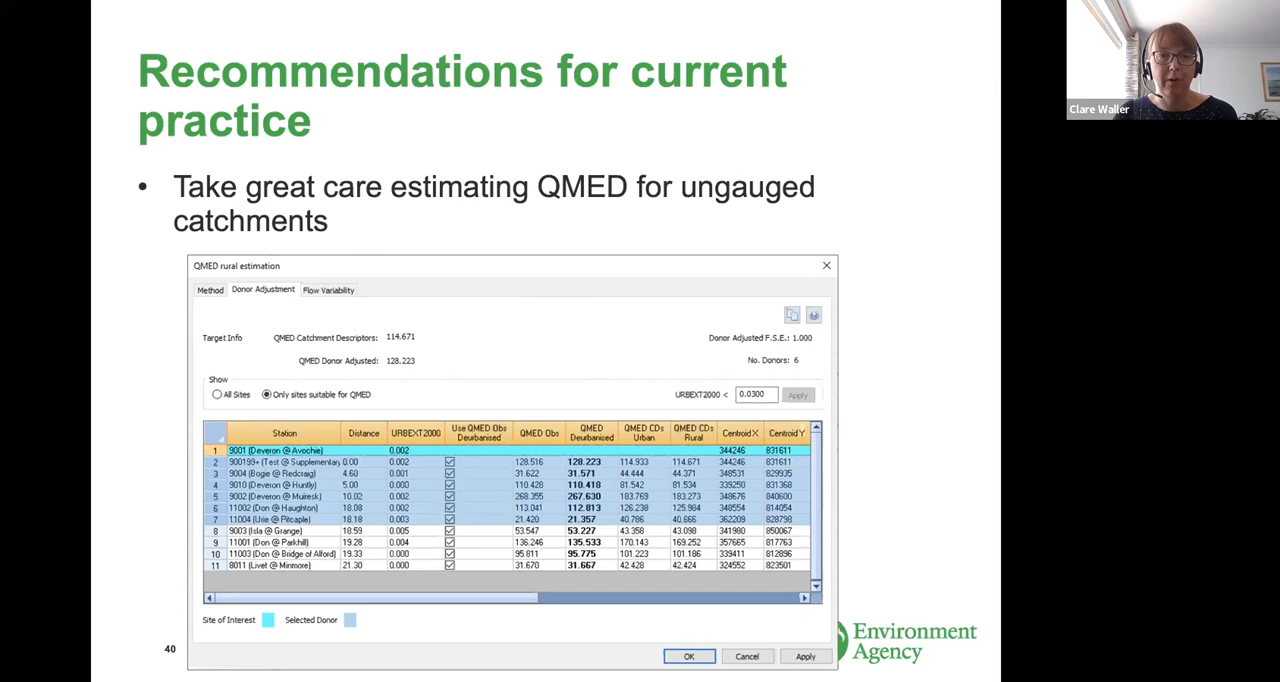 Recommendations for current
practice
• Take great care estimating QMED for ungauged
catchments
QMED rural estimation
Method Donor Adjustment Flow Variability
Target Info QMED Catchment Descriptors: 114.671 Donor Adjusted F.S.E.: 1.000
QMED Donor Adjusted: 128.223 No. Donors: 6
Show
All Sites Only sites suitable for QMED URBEXT2000 < 0.0300 Apply
Station Distance URBEXT2000 Use QMED Obs Deurbanised QMED Obs QMED Deurbanised QMED CDs Urban QMED CDs Rural Centroid X Centroid Y
1 9001 (Deveron @ Avochie) 0.002 344246 831611
2 900199+ (Test @ Supplementary 0.00 0.002 128.516 128.223 114.933 114.671 344246 831611
3 9004 (Bogie @ Redcraig) 4.60 0.001 31.622 31.571 44.444 44.371 348531 829935
4 9010 (Deveron @ Huntly) 5.00 0.000 110.428 110.418 81.542 81.534 339250 831368
5 9002 (Deveron @ Muiresk) 10.02 0.002 268.355 267.630 183.769 183.273 348676 840600
6 11002 (Don @ Haughton) 18.08 0.002 113.041 112.813 126.238 125.984 348554 814054
7 11004 (Urie @ Pitcaple) 18.18 0.003 21.420 21.357 40.786 40.666 362209 828798
8 9003 (Isla @ Grange) 18.59 0.005 53.547 53.227 43.358 43.098 341980 850067
9 11001 (Don @ Parkhill) 19.28 0.004 136.246 135.533 170.143 169.252 357665 817763
10 11003 (Don @ Bridge of Alford) 19.33 0.000 95.811 95.775 101.223 101.186 339411 812896
11 8011 (Livet @ Minmore) 21.30 0.000 31.670 31.667 42.428 42.424 324552 823501
Site of Interest Selected Donor
OK Cancel Apply
40
Environment
Agency
Clare Waller